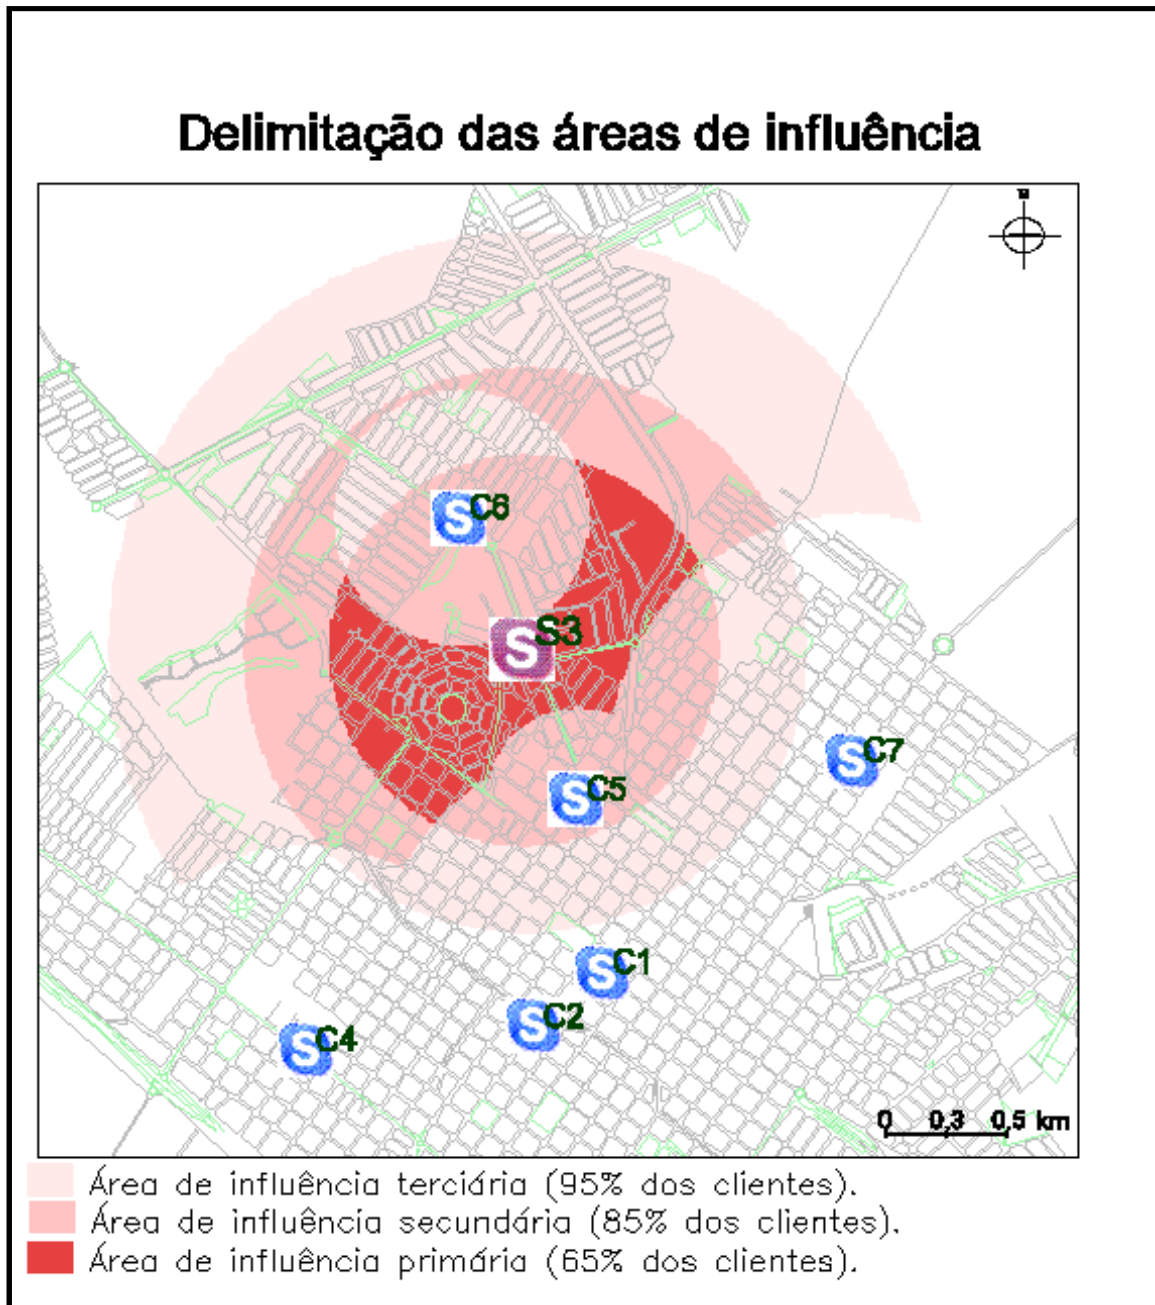 Delimitação das áreas de influência
N
S C6
S S3
S C7
S C5
S C1
S C2
S C4
0 0,3 0,5 km
Área de influência terciária (95% dos clientes).
Área de influência secundária (85% dos clientes).
Área de influência primária (65% dos clientes).